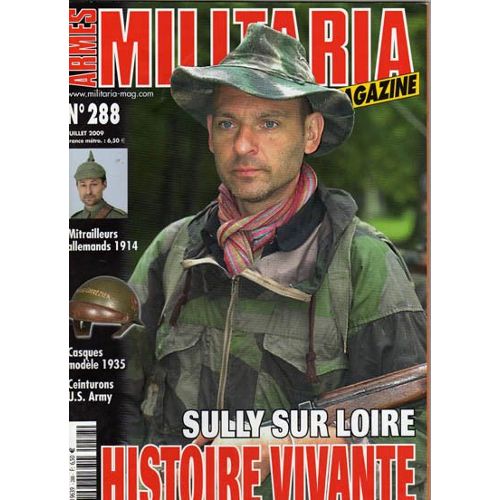 ARMES
MILITARIA
MAGAZINE
www.militaria-mag.com
N° 288
JUILLET 2009
France métro. : 6,50 €
Mitrailleurs
allemands 1914
Casques
modèle 1935
Ceinturons
U.S. Army
SULLY SUR LOIRE
HISTOIRE VIVANTE